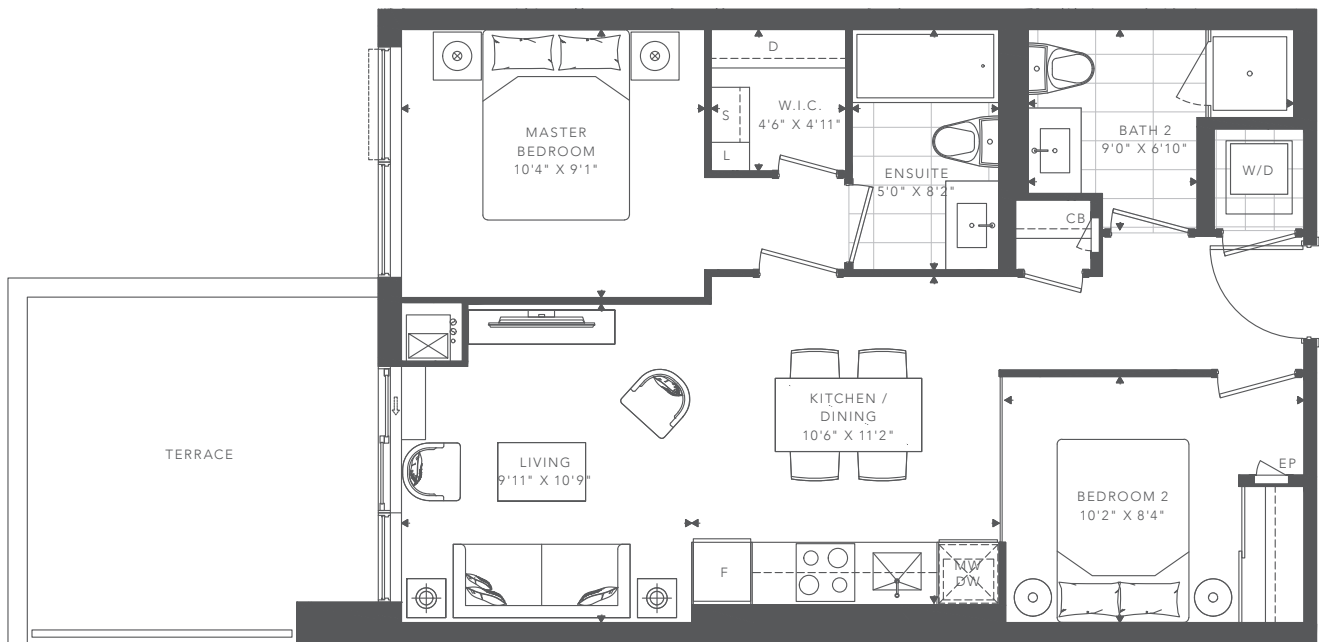 D
W.I.C.
4'6" X 4'11"
S
L
MASTER
BEDROOM
10'4" X 9'1"
ENSUITE
5'0" X 8'2"
BATH 2
9'0" X 6'10"
W/D
CB
TERRACE
LIVING
9'11" X 10'9"
KITCHEN /
DINING
10'6" X 11'2"
F
MW
DW
EP
BEDROOM 2
10'2" X 8'4"